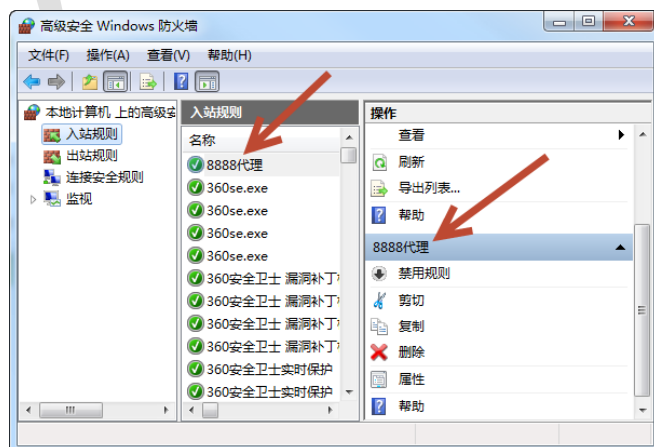 高级安全 Windows 防火墙
文件(F) 操作(A) 查看(V) 帮助(H)
本地计算机 上的高级安
入站规则
出站规则
连接安全规则
监视
入站规则
名称
8888代理
360se.exe
360se.exe
360se.exe
360se.exe
360安全卫士 漏洞补丁
360安全卫士 漏洞补丁
360安全卫士 漏洞补丁
360安全卫士 漏洞补丁
360安全卫士实时保护
360安全卫士实时保护
操作
查看
刷新
导出列表...
帮助
8888代理
禁用规则
剪切
复制
删除
属性
帮助